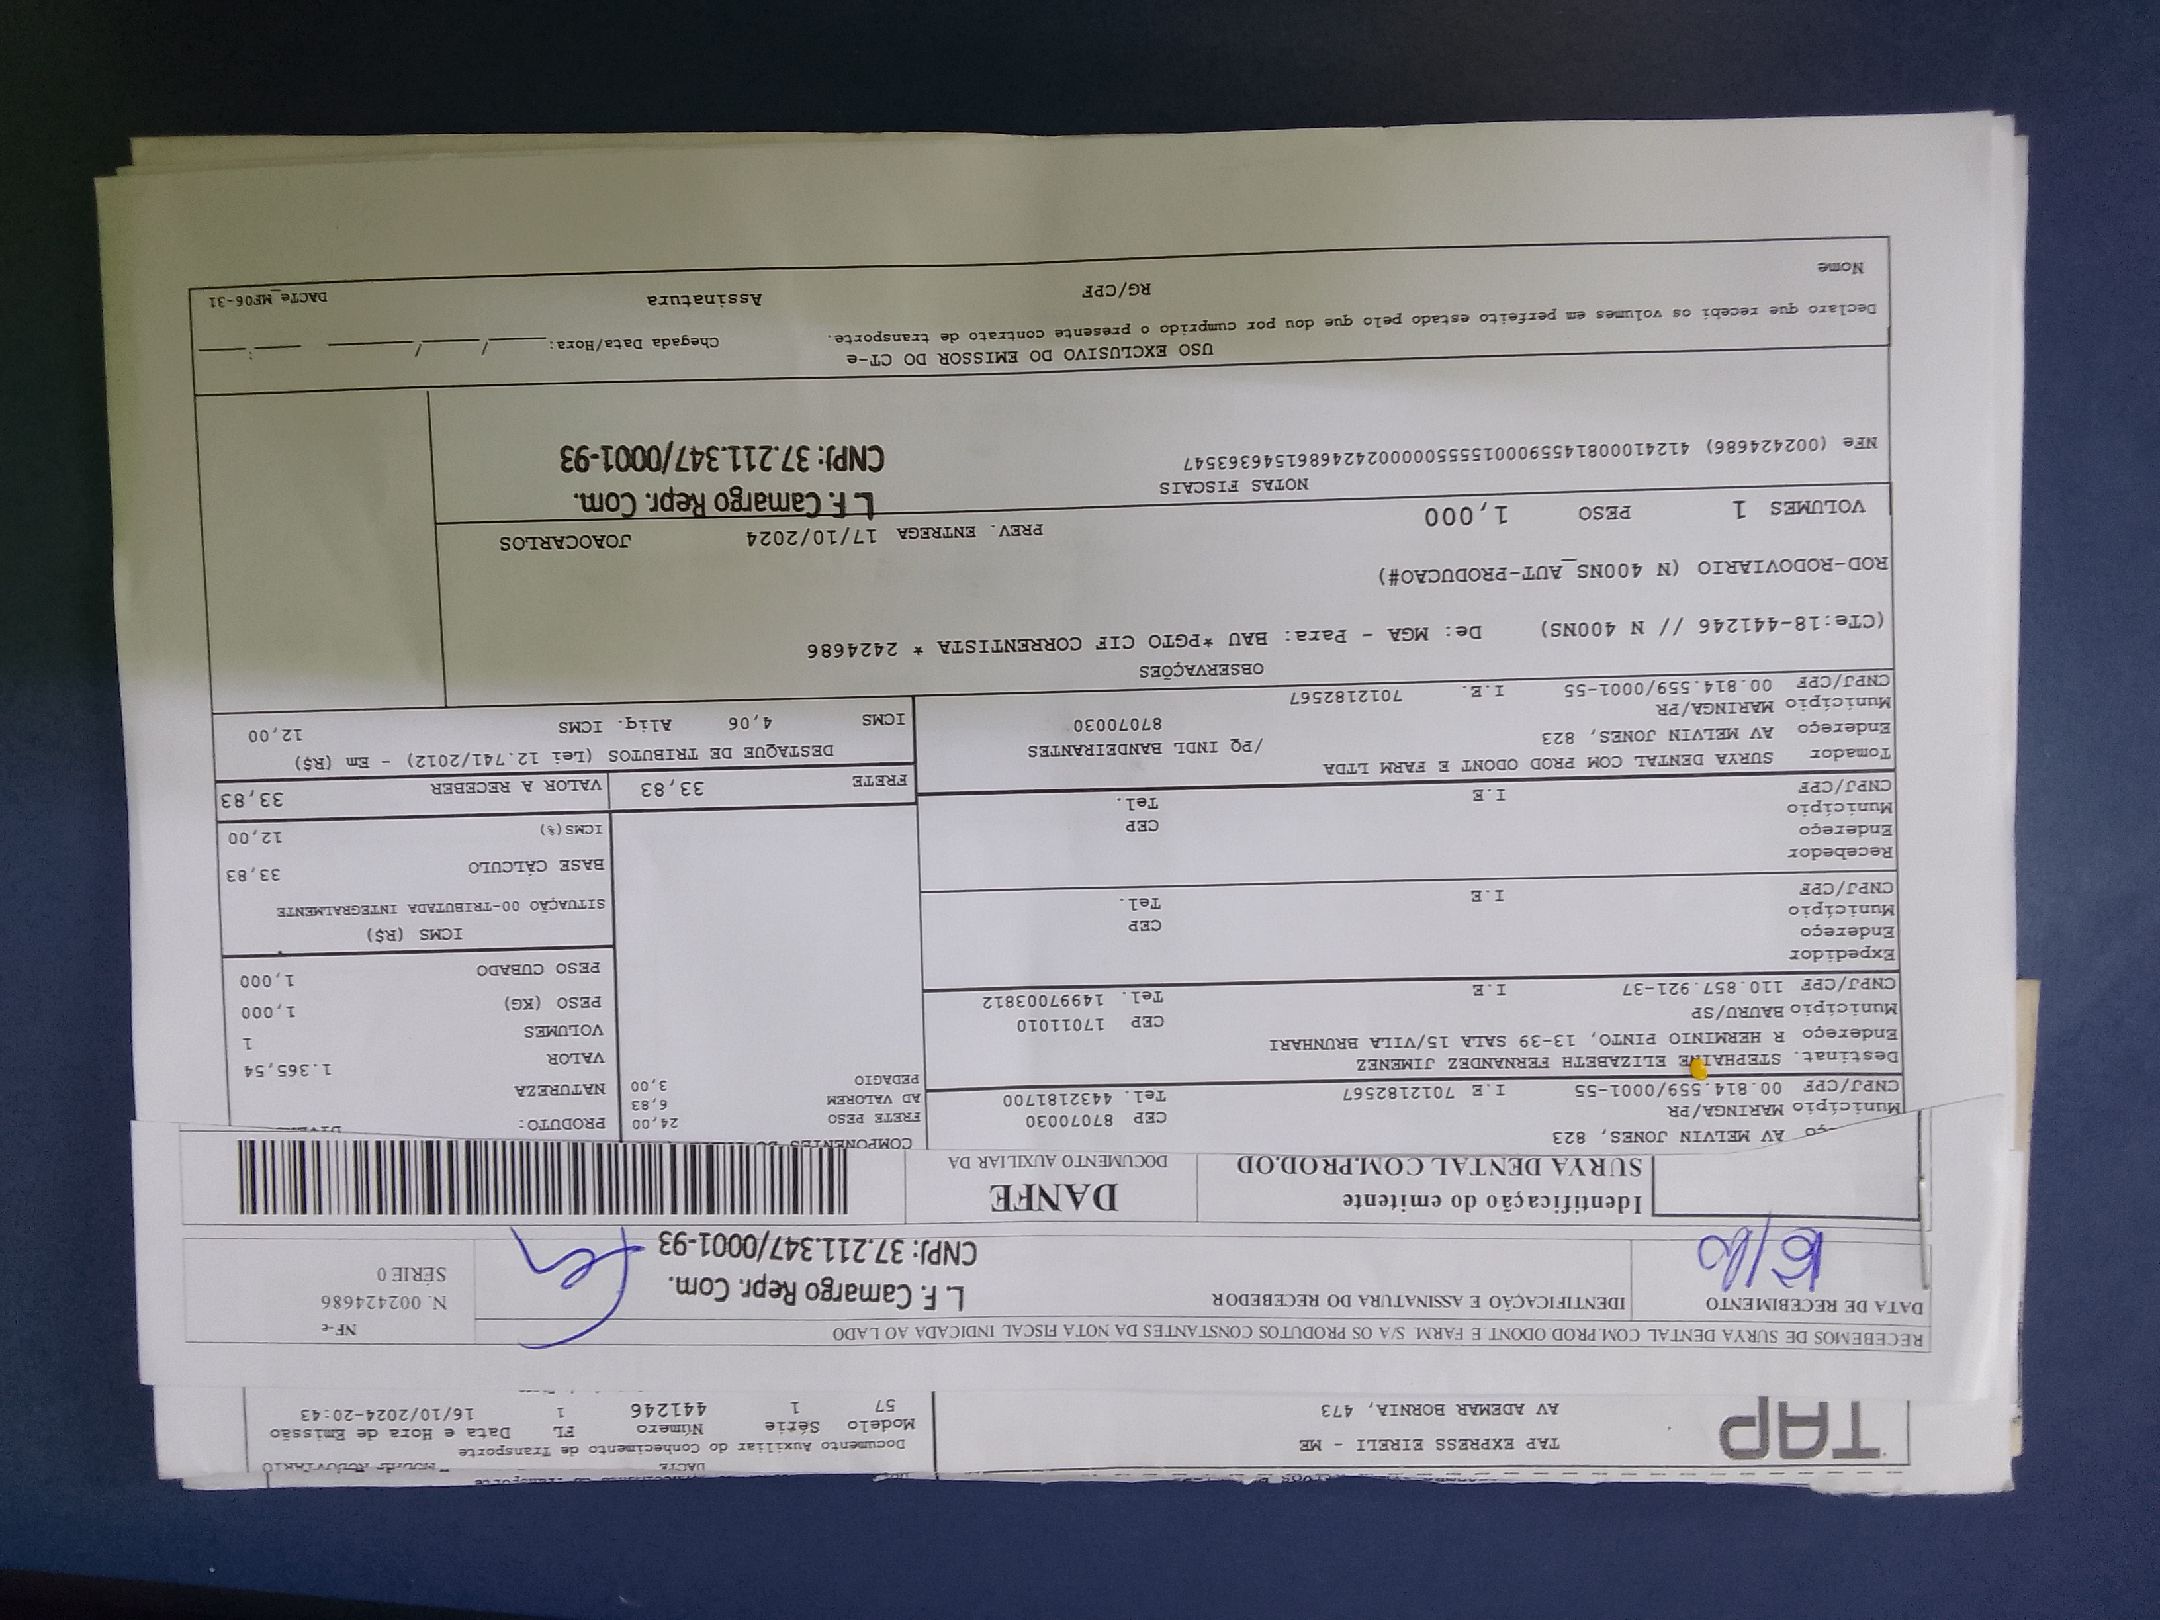 TAP
TAP EXPRESS EIRELI - ME
AV ADEMAR BORNIA, 473
DACTE
Documento Auxiliar do Conhecimento de Transporte
Modelo Série Número FL Data e Hora de Emissão
57 1 441246 1 16/10/2024-20:43
RECEBEMOS DE SURYA DENTAL COM.PROD ODONT E FARM. S/A OS PRODUTOS CONSTANTES DA NOTA FISCAL INDICADA AO LADO
NF-e
N. 002424686
SÉRIE 0
DATA DE RECEBIMENTO
IDENTIFICAÇÃO E ASSINATURA DO RECEBEDOR
L. F. Camargo Repr. Com.
CNPJ: 37.211.347/0001-93
Identificação do emitente
SURYA DENTAL COM.PROD.OD
DANFE
DOCUMENTO AUXILIAR DA
AV MELVIN JONES, 823
Município MARINGA/PR
CEP 87070030
CNPJ/CPF 00.814.559/0001-55 I.E 7012182567 Tel. 4432181700
Destinat. STEPHAINE ELIZABETH FERNANDEZ JIMENEZ
Endereço R HERMINIO PINTO, 13-39 SALA 15/VILA BRUNHARI
Município BAURU/SP CEP 17011010
CNPJ/CPF 110.857.921-37 I.E Tel. 14997003812
Expedidor
Endereço
Município CEP
CNPJ/CPF I.E Tel.
Recebedor
Endereço
Município CEP
CNPJ/CPF I.E Tel.
Tomador SURYA DENTAL COM PROD ODONT E FARM LTDA
Endereço AV MELVIN JONES, 823 /PQ INDL BANDEIRANTES
Município MARINGA/PR 87070030
CNPJ/CPF 00.814.559/0001-55 I.E. 7012182567
COMPONENTES
FRETE PESO 24,00
AD VALOREM 6,83
PEDAGIO 3,00
PRODUTO:
NATUREZA
VALOR 1.365,54
VOLUMES 1
PESO (KG) 1,000
PESO CUBADO 1,000
ICMS (R$)
SITUAÇÃO 00-TRIBUTADA INTEGRALMENTE
BASE CÁLCULO 33,83
ICMS(%) 12,00
FRETE 33,83 VALOR A RECEBER 33,83
DESTAQUE DE TRIBUTOS (Lei 12.741/2012) - Em (R$)
ICMS 4,06 Aliq. ICMS 12,00
OBSERVAÇÕES
(CTe:18-441246 // N 400NS) De: MGA - Para: BAU *PGTO CIF CORRENTISTA * 2424686
ROD-RODOVIARIO (N 400NS_AUT-PRODUCAO#)
VOLUMES 1 PESO 1,000 PREV. ENTREGA 17/10/2024 JOAOCARLOS
NOTAS FISCAIS
NFe (002424686) 41241000814559000155550000024246861546363547
L. F. Camargo Repr. Com.
CNPJ: 37.211.347/0001-93
USO EXCLUSIVO DO EMISSOR DO CT-e
Declaro que recebi os volumes em perfeito estado pelo que dou por cumprido o presente contrato de transporte.
Chegada Data/Hora: ____/____/____ ___:___
Nome RG/CPF Assinatura DACTe_MF06-31